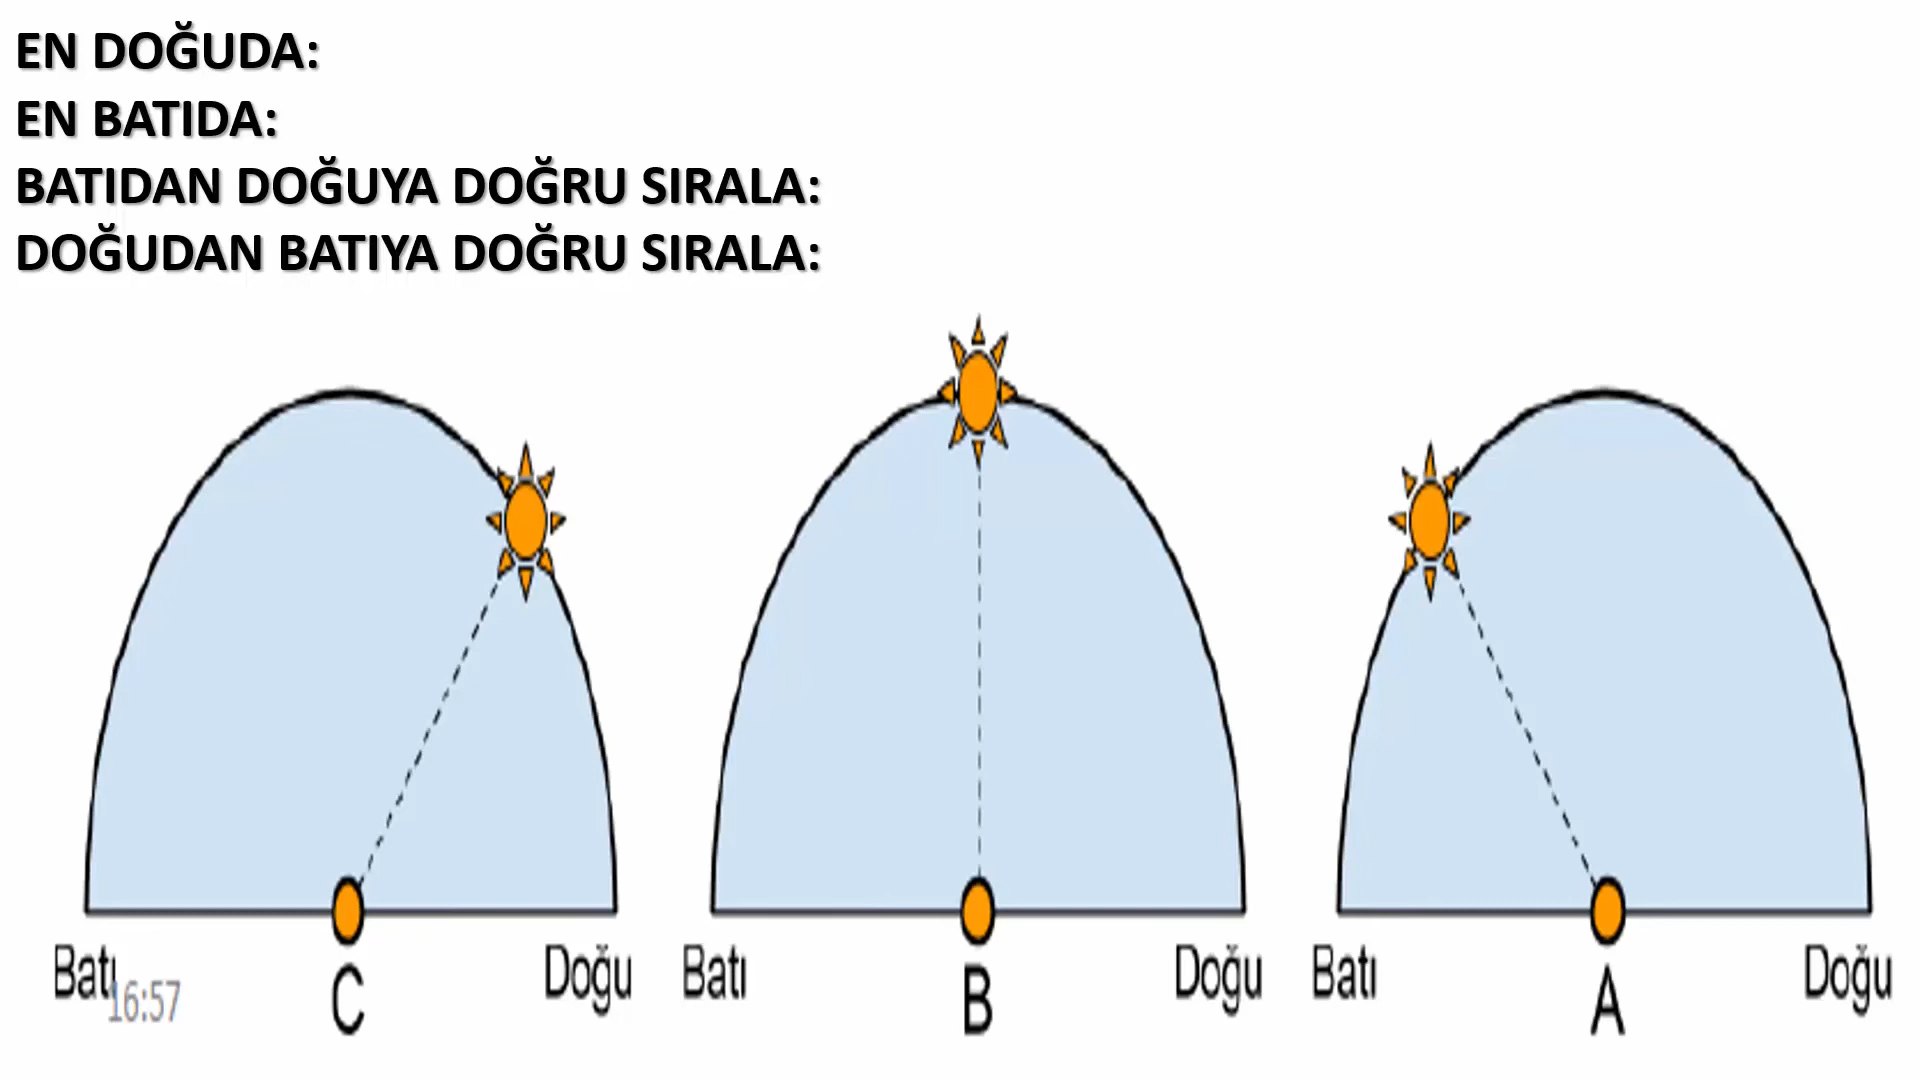 EN DOĞUDA:
EN BATIDA:
BATIDAN DOĞUYA DOĞRU SIRALA:
DOĞUDAN BATIYA DOĞRU SIRALA:
Batı Doğu Batı Doğu Batı Doğu
16:57
C B A